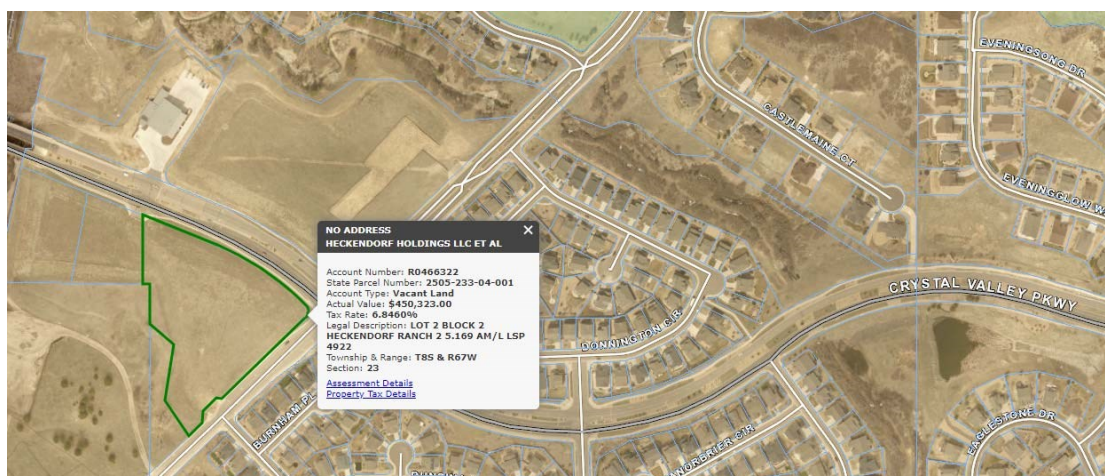 EVENINGSONG DR
CASTLEMAINE CT
EVENINGGLOW W
NO ADDRESS
HECKENDORF HOLDINGS LLC ET AL
Account Number: R0466322
State Parcel Number: 2505-233-04-001
Account Type: Vacant Land
Actual Value: $450,323.00
Tax Rate: 6.8460%
Legal Description: LOT 2 BLOCK 2
HECKENDORF RANCH 2 5.169 AM/L LSP
4922
Township & Range: T8S & R67W
Section: 23
Assessment Details
Property Tax Details
CRYSTAL VALLEY PKWY
DONNINGTON CIR
BURNHAM PL
EAGLESTONE DR